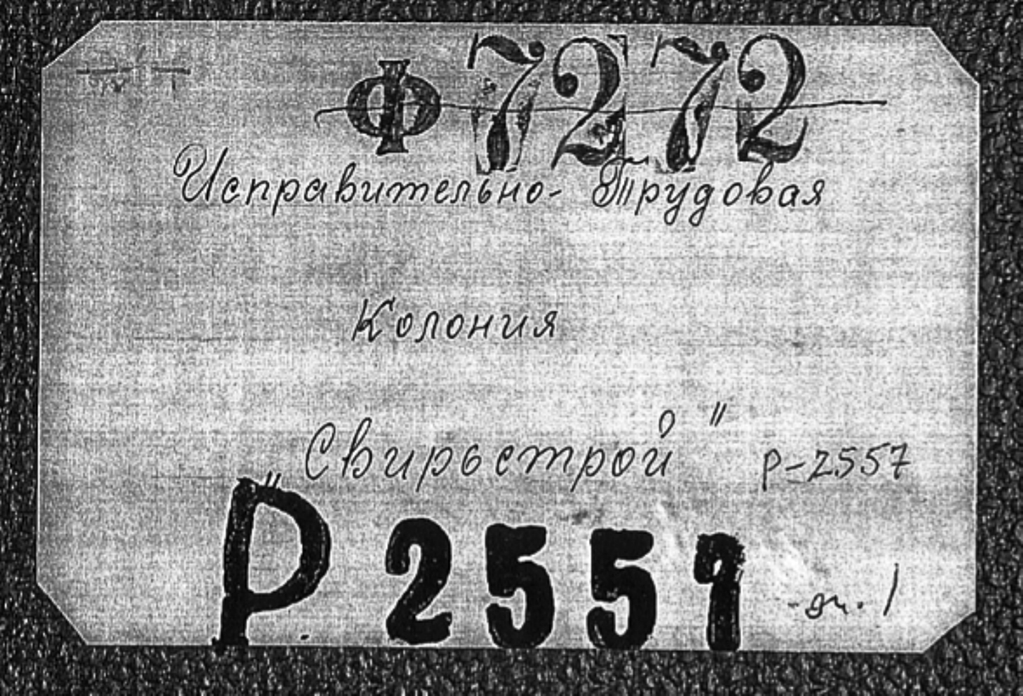 Ф 7272
Исправительно- Трудовая
Колония
"Свирьстрой" Р-2557
Р 2557
оп. 1